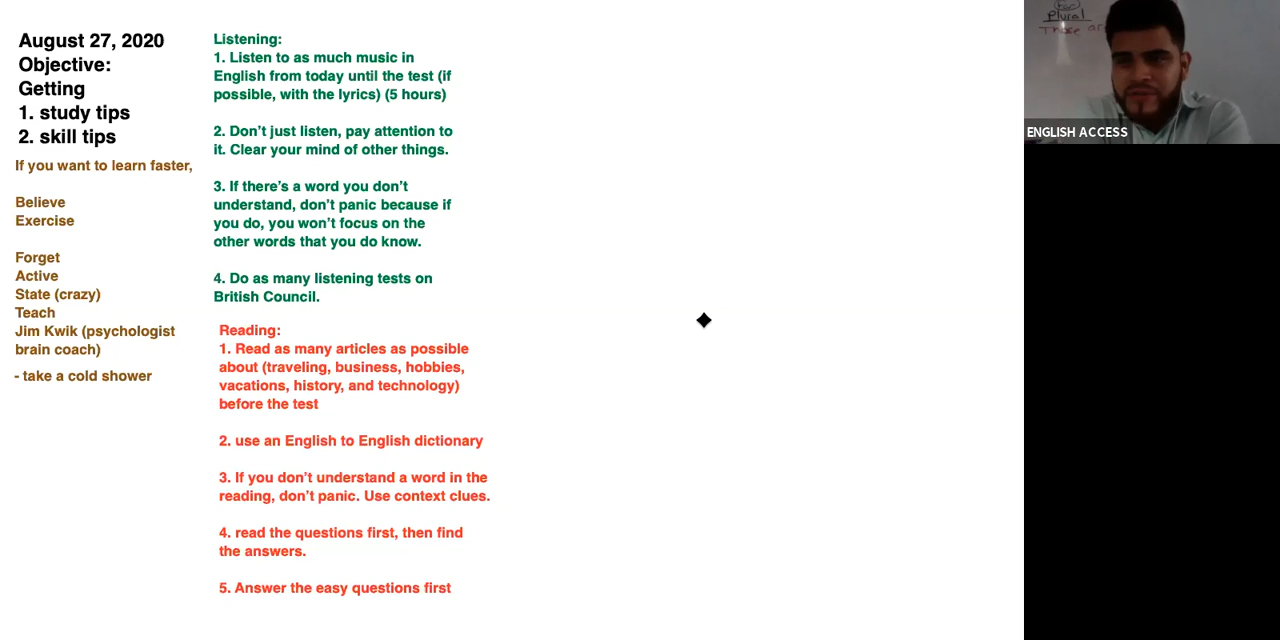 August 27, 2020
Objective:
Getting
1. study tips
2. skill tips
If you want to learn faster,
Believe
Exercise
Forget
Active
State (crazy)
Teach
Jim Kwik (psychologist
brain coach)
- take a cold shower
Listening:
1. Listen to as much music in
English from today until the test (if
possible, with the lyrics) (5 hours)
2. Don’t just listen, pay attention to
it. Clear your mind of other things.
3. If there’s a word you don’t
understand, don’t panic because if
you do, you won’t focus on the
other words that you do know.
4. Do as many listening tests on
British Council.
Reading:
1. Read as many articles as possible
about (traveling, business, hobbies,
vacations, history, and technology)
before the test
2. use an English to English dictionary
3. If you don’t understand a word in the
reading, don’t panic. Use context clues.
4. read the questions first, then find
the answers.
5. Answer the easy questions first
Plural
Those
ENGLISH ACCESS